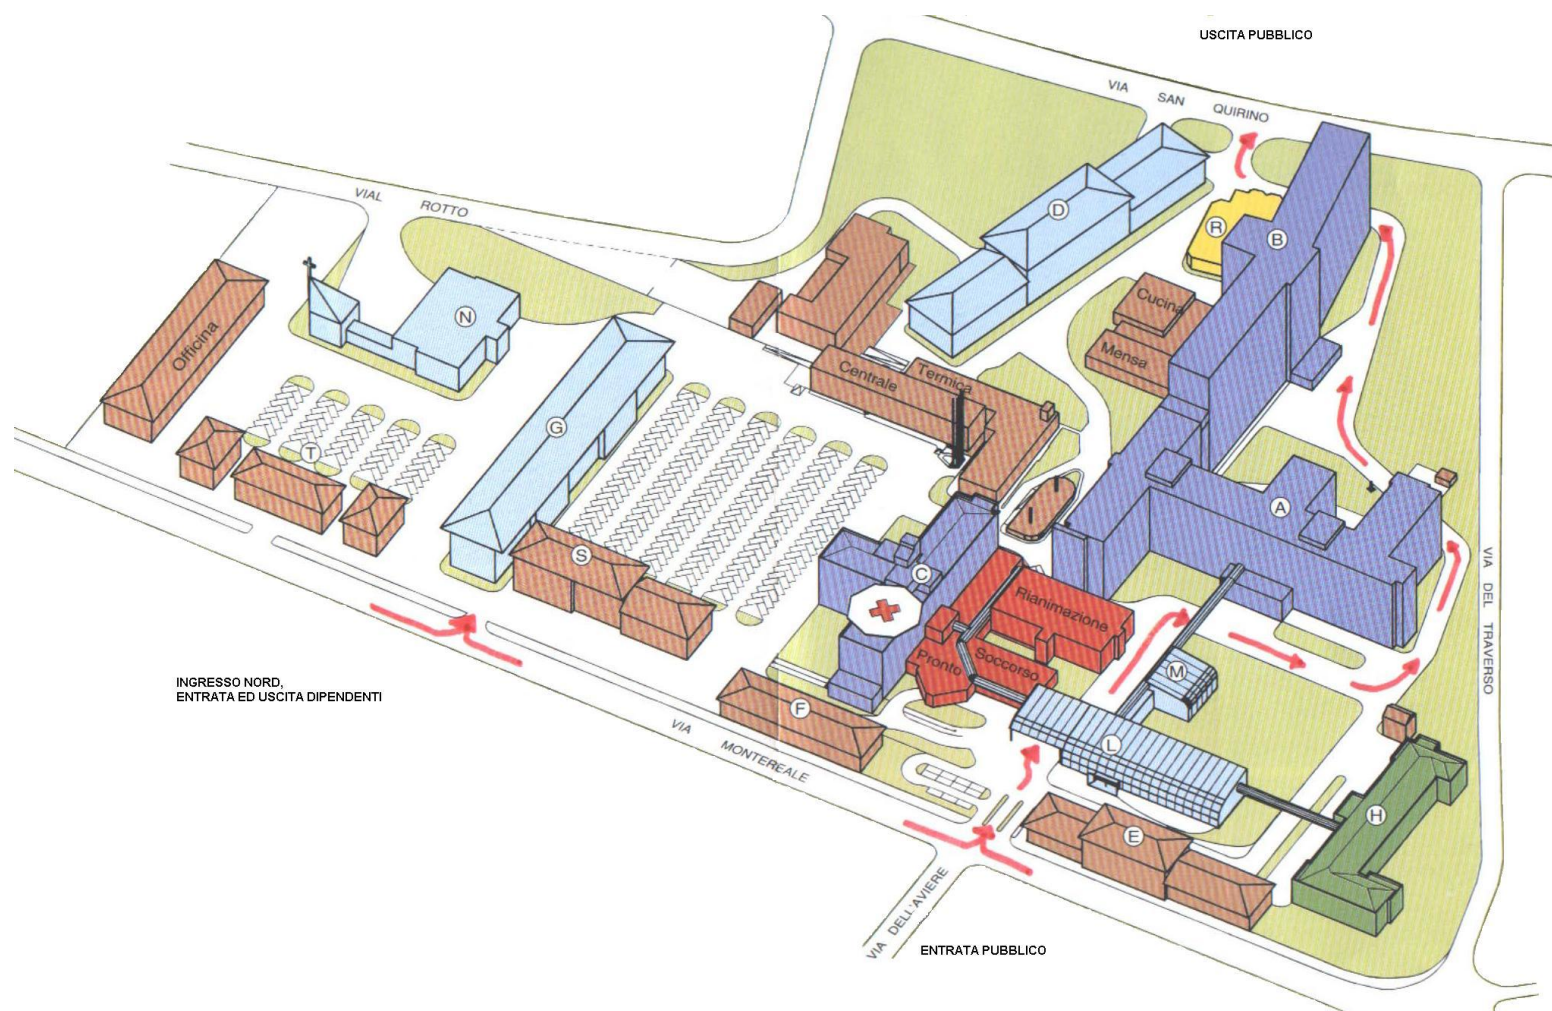 USCITA PUBBLICO
VIA SAN QUIRINO
VIAL ROTTO
D
R
B
Cucina
Mensa
N
Officina
Centrale
Termica
G
T
S
A
C
Rianimazione
Pronto
Soccorso
M
F
L
H
E
VIA DEL TRAVERSO
INGRESSO NORD,
ENTRATA ED USCITA DIPENDENTI
VIA MONTEREALE
VIA DELL'AVIERE
ENTRATA PUBBLICO